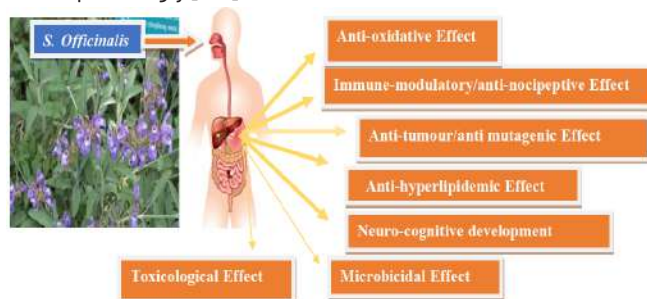 S. Officinalis
Anti-oxidative Effect
Immune-modulatory/anti-nocipeptive Effect
Anti-tumour/anti mutagenic Effect
Anti-hyperlipidemic Effect
Neuro-cognitive development
Toxicological Effect
Microbicidal Effect